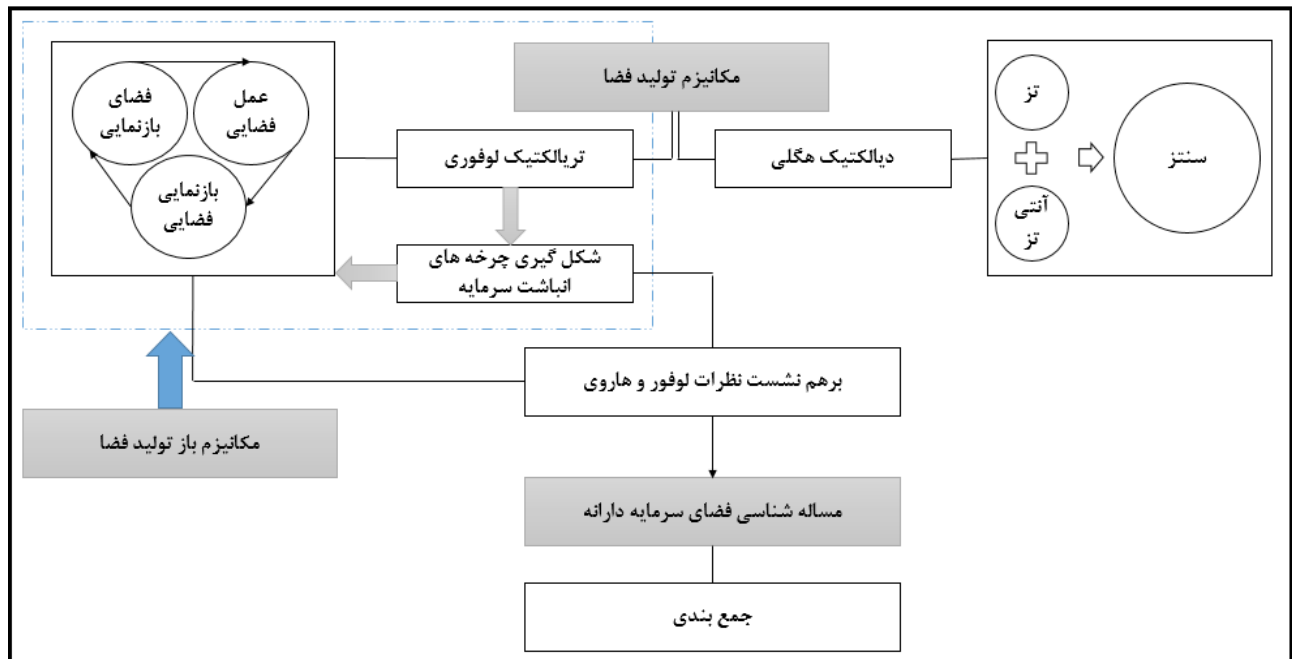 مکانیزم تولید فضا
تز
آنتی
تز
سنتز
دیالکتیک هگلی
تریالکتیک لوفوری
عمل
فضایی
فضای
بازنمایی
بازنمایی
فضایی
شکل گیری چرخه های
انباشت سرمایه
برهم نشست نظرات لوفور و هاروی
مکانیزم باز تولید فضا
مساله شناسی فضای سرمایه دارانه
جمع بندی